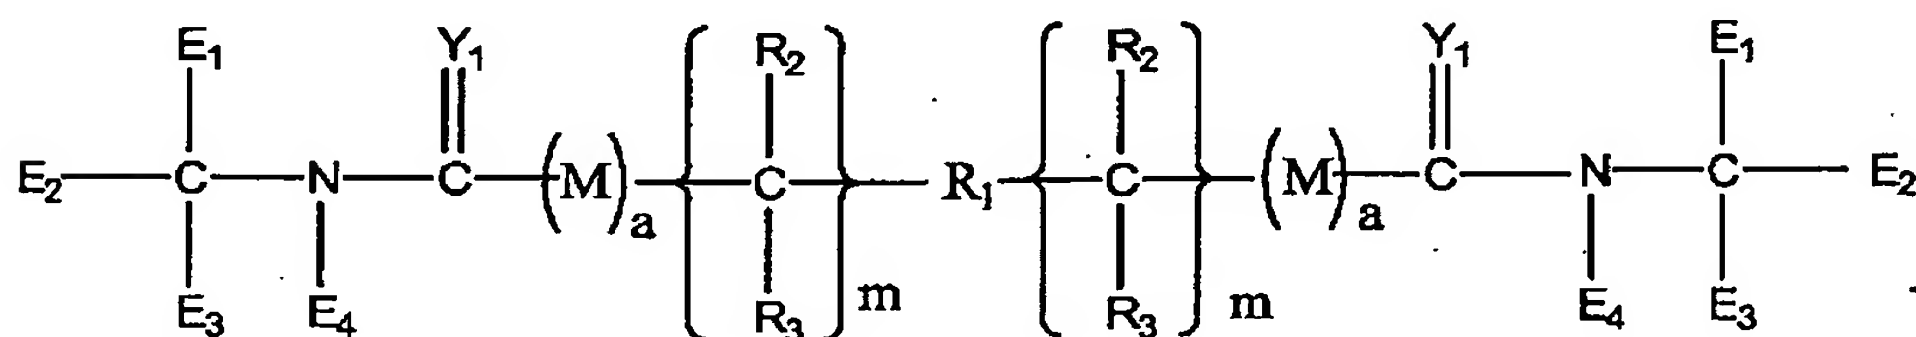 E1 Y1 R2 R2 Y1 E1
E2 C N C (M)a C R1 C (M)a C N C E2
E3 E4 R3 m R3 m E4 E3